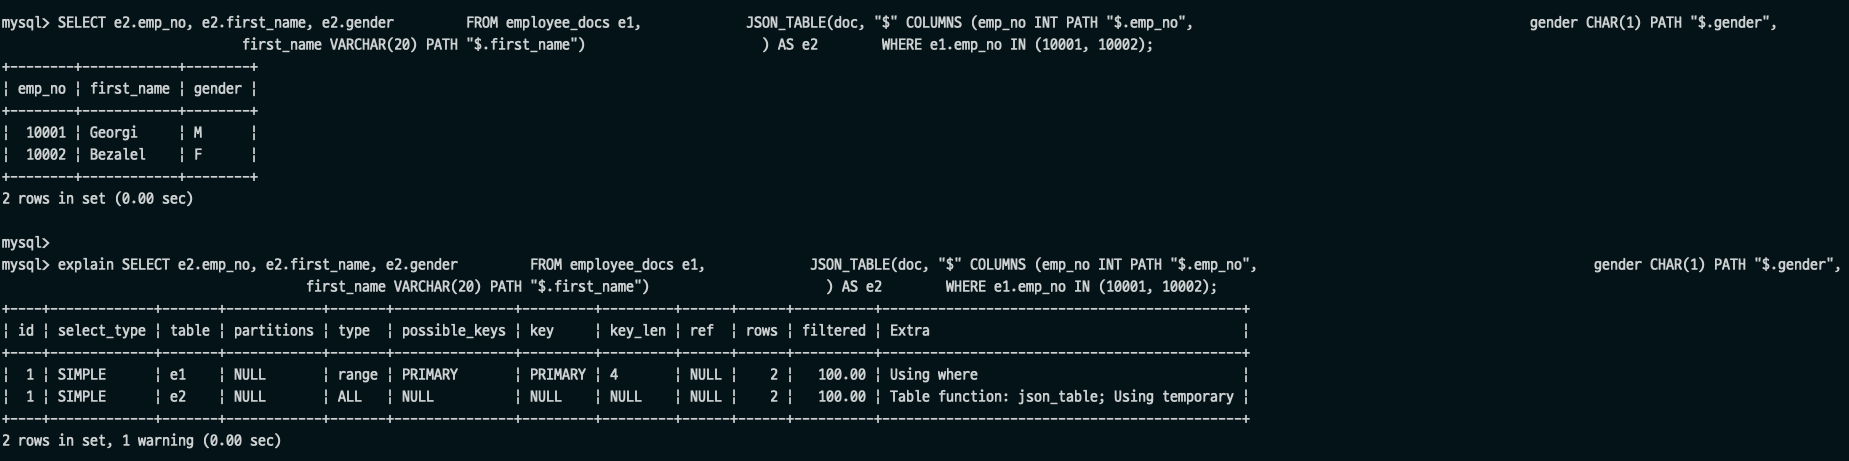 mysql> SELECT e2.emp_no, e2.first_name, e2.gender         FROM employee_docs e1,             JSON_TABLE(doc, "$" COLUMNS (emp_no INT PATH "$.emp_no",                                          gender CHAR(1) PATH "$.gender",
                              first_name VARCHAR(20) PATH "$.first_name")                      ) AS e2        WHERE e1.emp_no IN (10001, 10002);
+--------+------------+--------+
| emp_no | first_name | gender |
+--------+------------+--------+
|  10001 | Georgi     | M      |
|  10002 | Bezalel    | F      |
+--------+------------+--------+
2 rows in set (0.00 sec)

mysql>
mysql> explain SELECT e2.emp_no, e2.first_name, e2.gender         FROM employee_docs e1,             JSON_TABLE(doc, "$" COLUMNS (emp_no INT PATH "$.emp_no",                                          gender CHAR(1) PATH "$.gender",
                                      first_name VARCHAR(20) PATH "$.first_name")                      ) AS e2        WHERE e1.emp_no IN (10001, 10002);
+----+-------------+-------+------------+-------+---------------+---------+---------+------+------+----------+---------------------------------------------+
| id | select_type | table | partitions | type  | possible_keys | key     | key_len | ref  | rows | filtered | Extra                                       |
+----+-------------+-------+------------+-------+---------------+---------+---------+------+------+----------+---------------------------------------------+
|  1 | SIMPLE      | e1    | NULL       | range | PRIMARY       | PRIMARY | 4       | NULL |    2 |   100.00 | Using where                                 |
|  1 | SIMPLE      | e2    | NULL       | ALL   | NULL          | NULL    | NULL    | NULL |    2 |   100.00 | Table function: json_table; Using temporary |
+----+-------------+-------+------------+-------+---------------+---------+---------+------+------+----------+---------------------------------------------+
2 rows in set, 1 warning (0.00 sec)